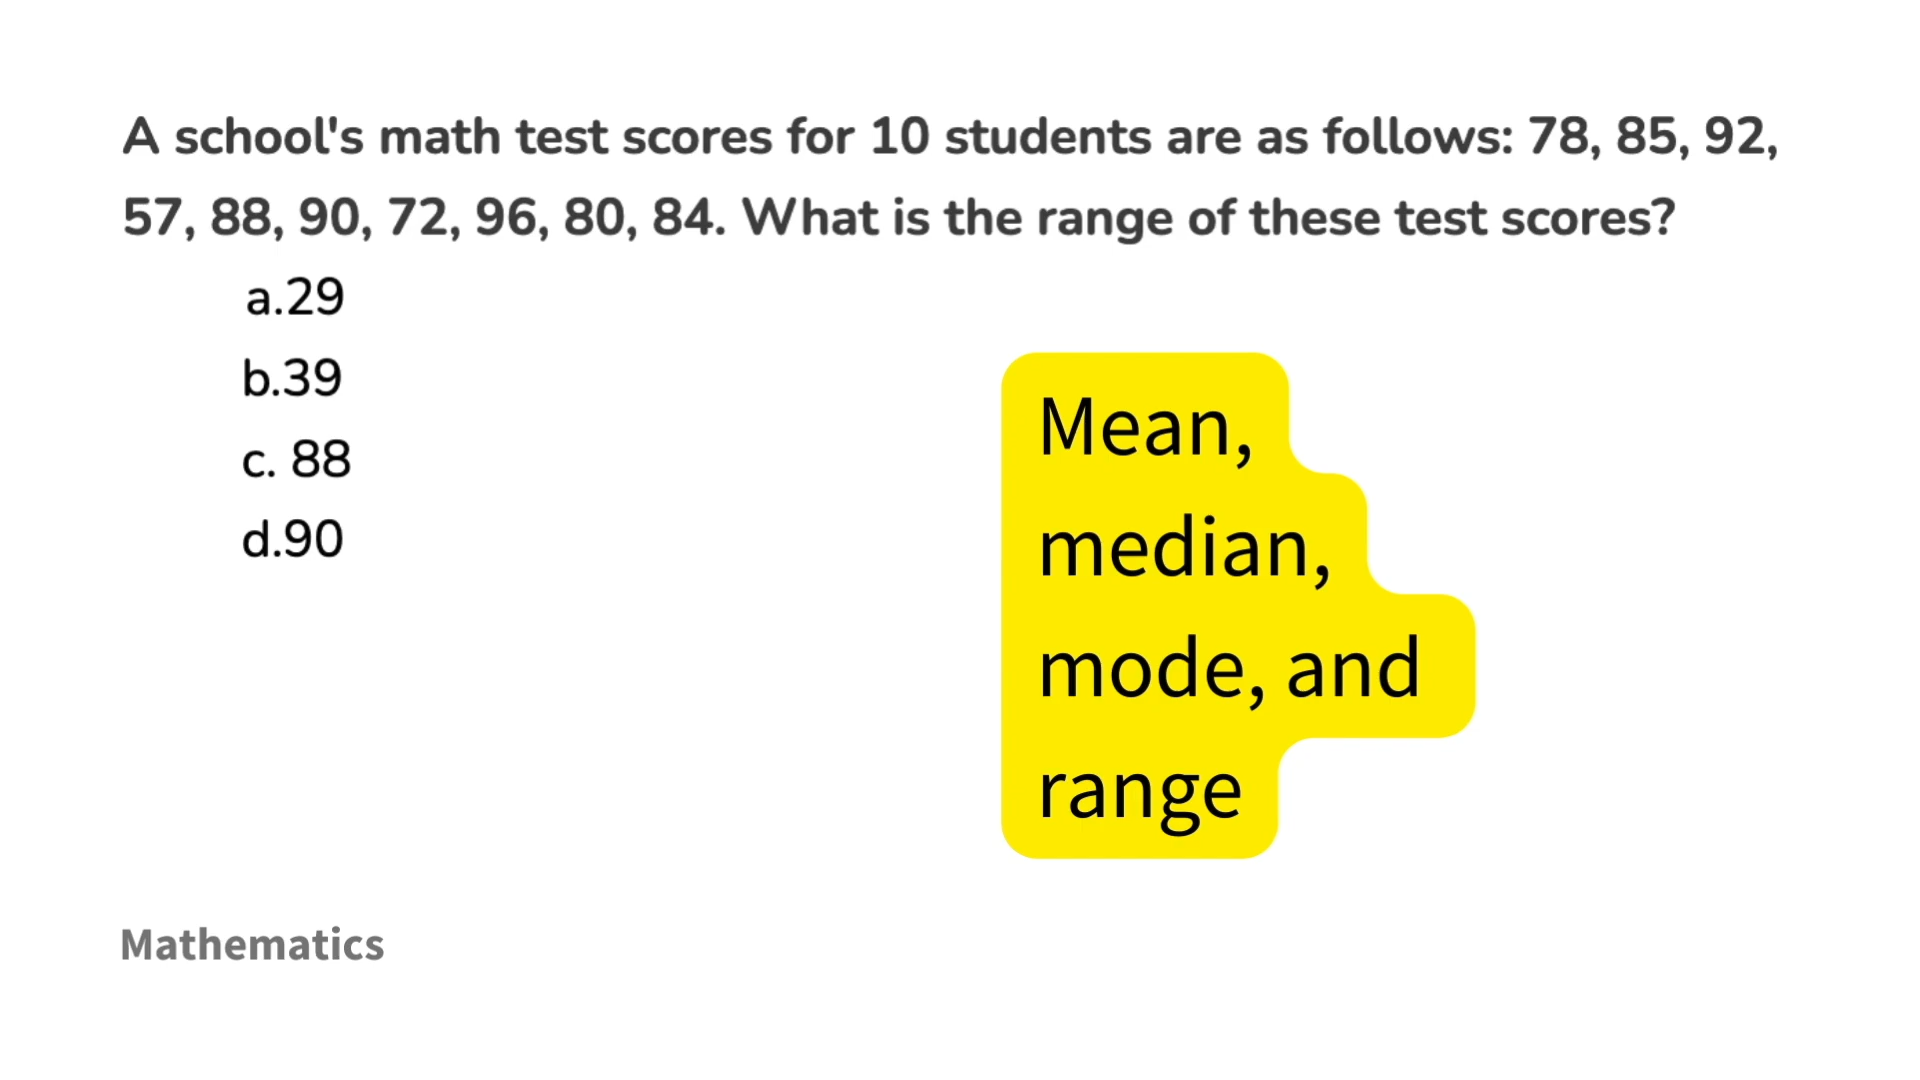 A school's math test scores for 10 students are as follows: 78, 85, 92,
57, 88, 90, 72, 96, 80, 84. What is the range of these test scores?
a.29
b.39
c. 88
d.90
Mean,
median,
mode, and
range
Mathematics